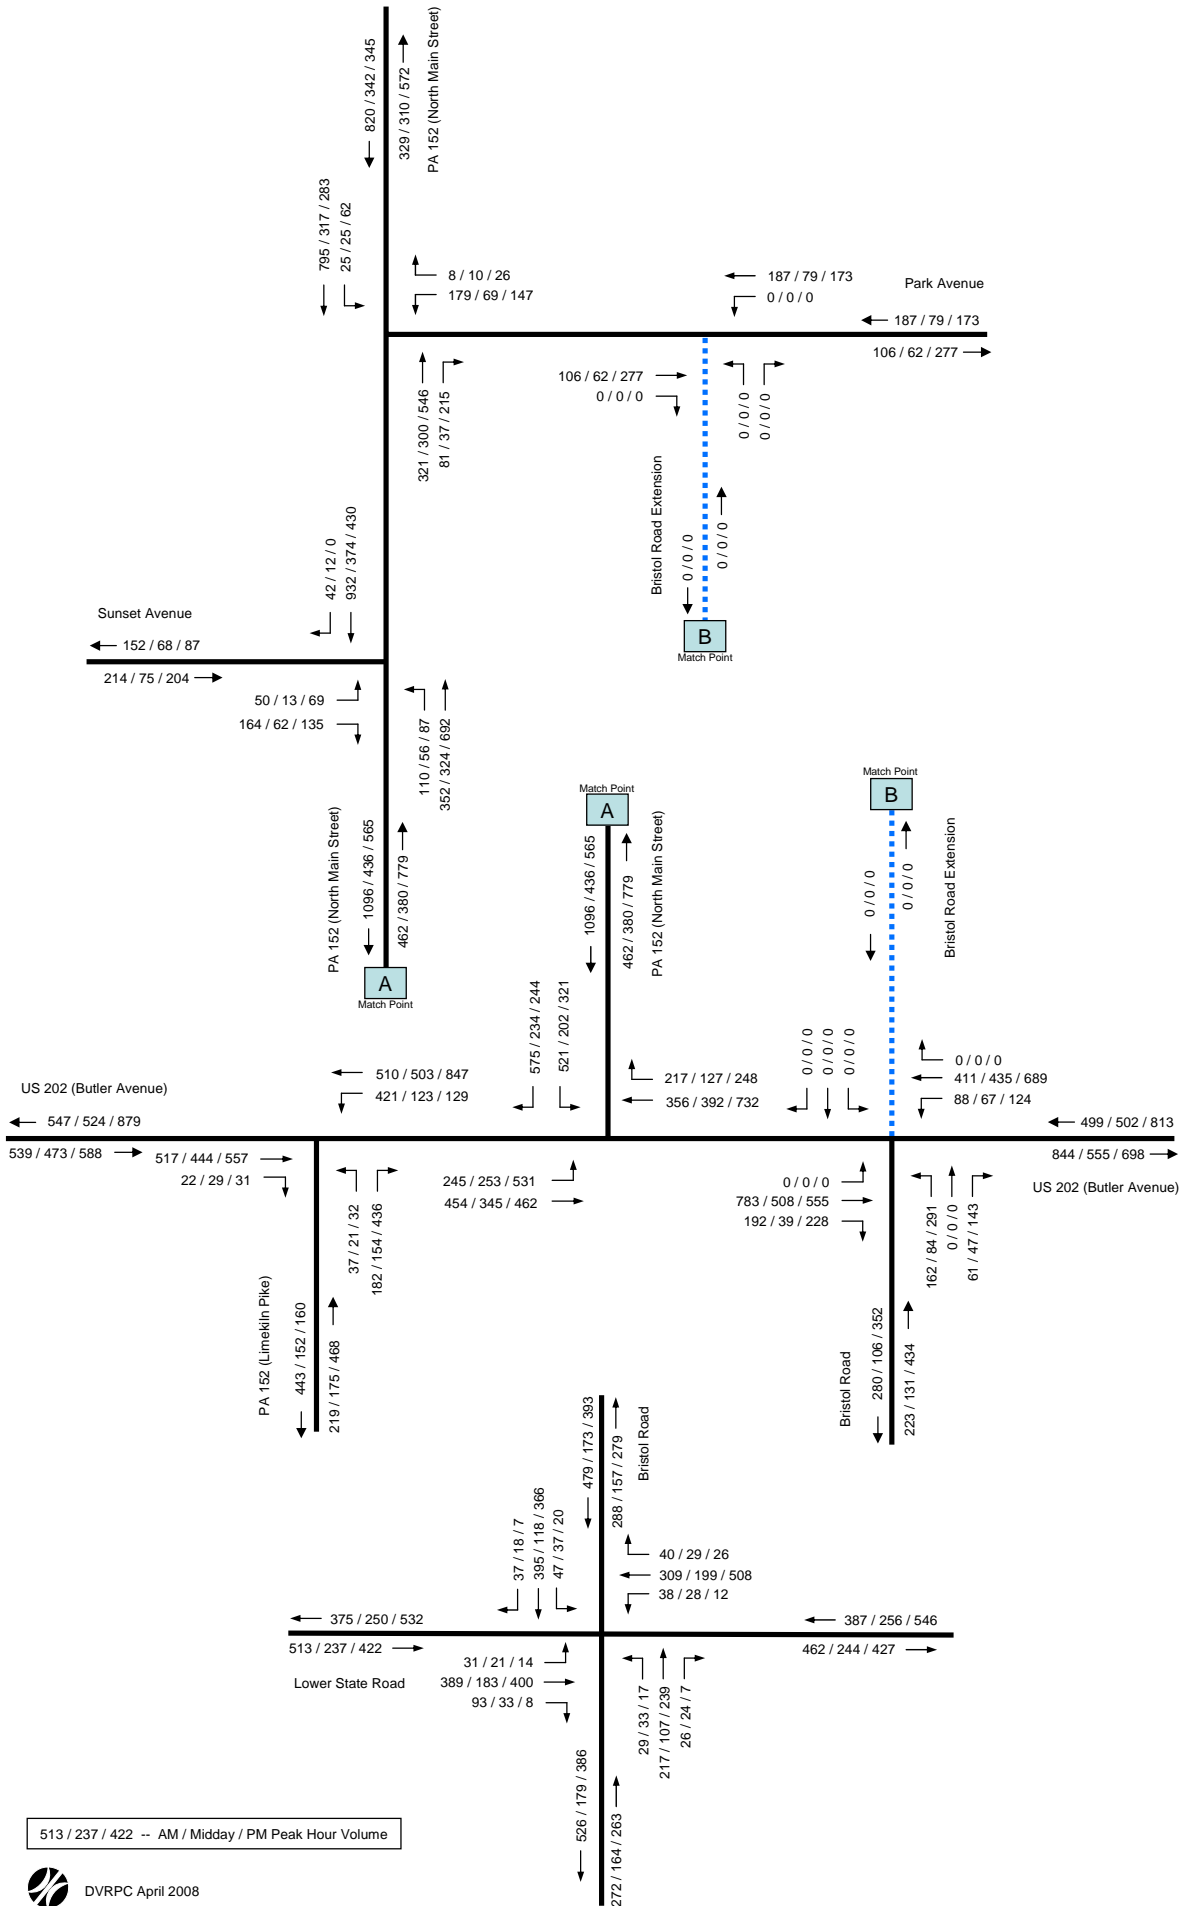 820 / 342 / 345
329 / 310 / 572
PA 152 (North Main Street)
795 / 317 / 283
25 / 25 / 62
8 / 10 / 26
179 / 69 / 147
187 / 79 / 173
0 / 0 / 0
Park Avenue
187 / 79 / 173
106 / 62 / 277
321 / 300 / 546
81 / 37 / 215
106 / 62 / 277
0 / 0 / 0
0 / 0 / 0
0 / 0 / 0
Bristol Road Extension
0 / 0 / 0
0 / 0 / 0
B
Match Point
42 / 12 / 0
932 / 374 / 430
Sunset Avenue
152 / 68 / 87
214 / 75 / 204
50 / 13 / 69
164 / 62 / 135
110 / 56 / 87
352 / 324 / 692
PA 152 (North Main Street)
1096 / 436 / 565
462 / 380 / 779
A
Match Point
Match Point
A
1096 / 436 / 565
462 / 380 / 779
PA 152 (North Main Street)
Match Point
B
0 / 0 / 0
0 / 0 / 0
Bristol Road Extension
575 / 234 / 244
521 / 202 / 321
0 / 0 / 0
0 / 0 / 0
0 / 0 / 0
US 202 (Butler Avenue)
510 / 503 / 847
421 / 123 / 129
217 / 127 / 248
356 / 392 / 732
0 / 0 / 0
411 / 435 / 689
88 / 67 / 124
547 / 524 / 879
499 / 502 / 813
539 / 473 / 588
517 / 444 / 557
22 / 29 / 31
245 / 253 / 531
454 / 345 / 462
0 / 0 / 0
783 / 508 / 555
192 / 39 / 228
844 / 555 / 698
US 202 (Butler Avenue)
37 / 21 / 32
182 / 154 / 436
162 / 84 / 291
0 / 0 / 0
61 / 47 / 143
PA 152 (Limekiln Pike)
443 / 152 / 160
219 / 175 / 468
Bristol Road
280 / 106 / 352
223 / 131 / 434
479 / 173 / 393
288 / 157 / 279
Bristol Road
37 / 18 / 7
395 / 118 / 366
47 / 37 / 20
40 / 29 / 26
309 / 199 / 508
38 / 28 / 12
375 / 250 / 532
387 / 256 / 546
513 / 237 / 422
462 / 244 / 427
Lower State Road
31 / 21 / 14
389 / 183 / 400
93 / 33 / 8
29 / 33 / 17
217 / 107 / 239
26 / 24 / 7
526 / 179 / 386
272 / 164 / 263
513 / 237 / 422 -- AM / Midday / PM Peak Hour Volume
DVRPC April 2008